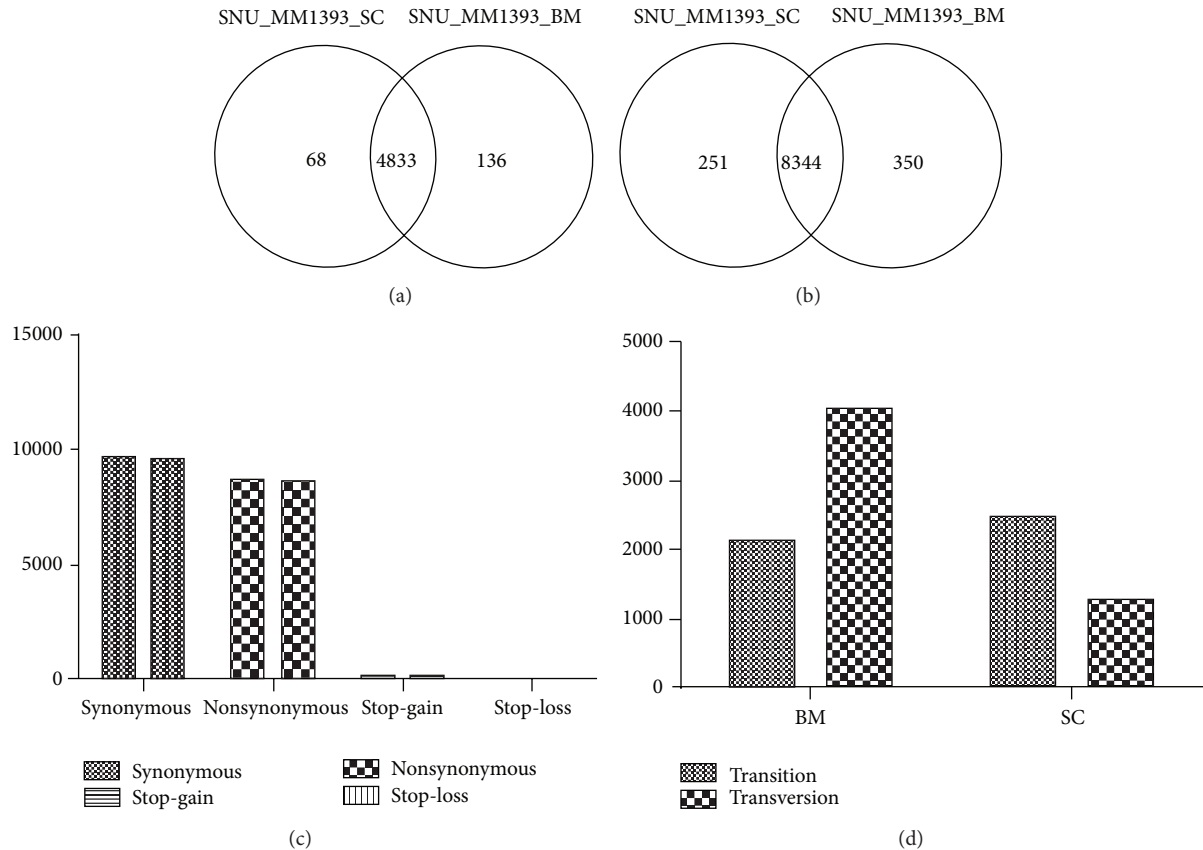 SNU_MM1393_SC SNU_MM1393_BM
68 4833 136
(a)
SNU_MM1393_SC SNU_MM1393_BM
251 8344 350
(b)
15000
10000
5000
0
Synonymous Nonsynonymous Stop-gain Stop-loss
Synonymous Nonsynonymous
Stop-gain Stop-loss
(c)
5000
4000
3000
2000
1000
0
BM SC
Transition
Transversion
(d)